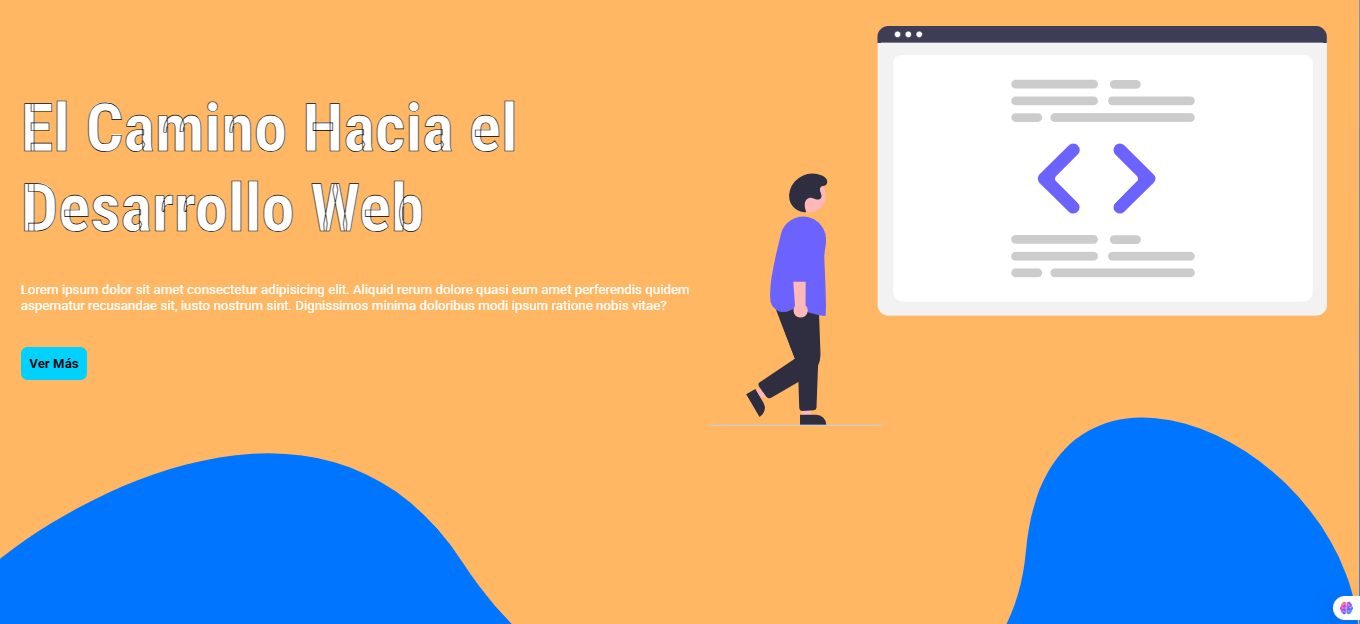 El Camino Hacia el
Desarrollo Web
Lorem ipsum dolor sit amet consectetur adipisicing elit. Aliquid rerum dolore quasi eum amet perferendis quidem
aspernatur recusandae sit, iusto nostrum sint. Dignissimos minima doloribus modi ipsum ratione nobis vitae?
Ver Más